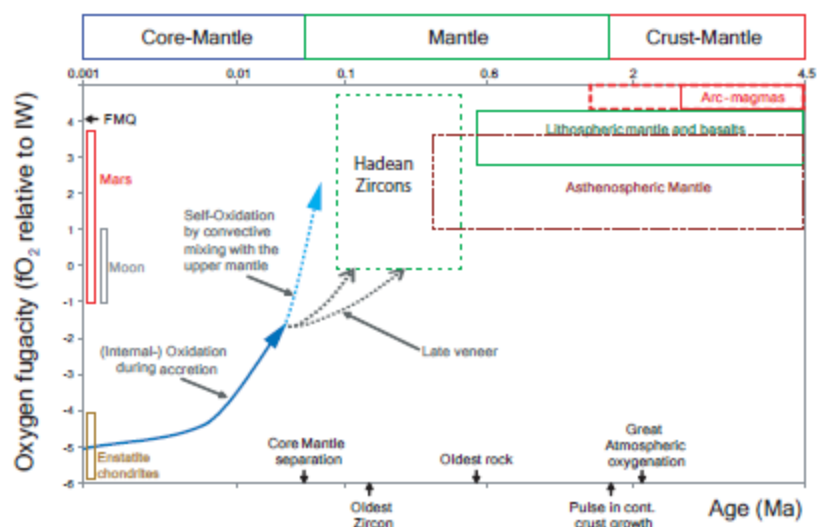 Core-Mantle
Mantle
Crust-Mantle
0.001
0.01
0.1
0.6
2
4.5
Arc-magmas
4
FMQ
Lithospheric mantle and basalts
3
Hadean
Zircons
Mars
Asthenospheric Mantle
2
Self-Oxidation
by convective
mixing with the
upper mantle
1
0
Moon
-1
-2
(Internal-) Oxidation
during accretion
Late veneer
-3
-4
-5
Enstatite
chondrites
-6
Core Mantle
separation
Oldest rock
Great
Atmospheric
oxygenation
Oldest
Zircon
Pulse in cont.
crust growth
Age (Ma)
Oxygen fugacity (fO2 relative to IW)